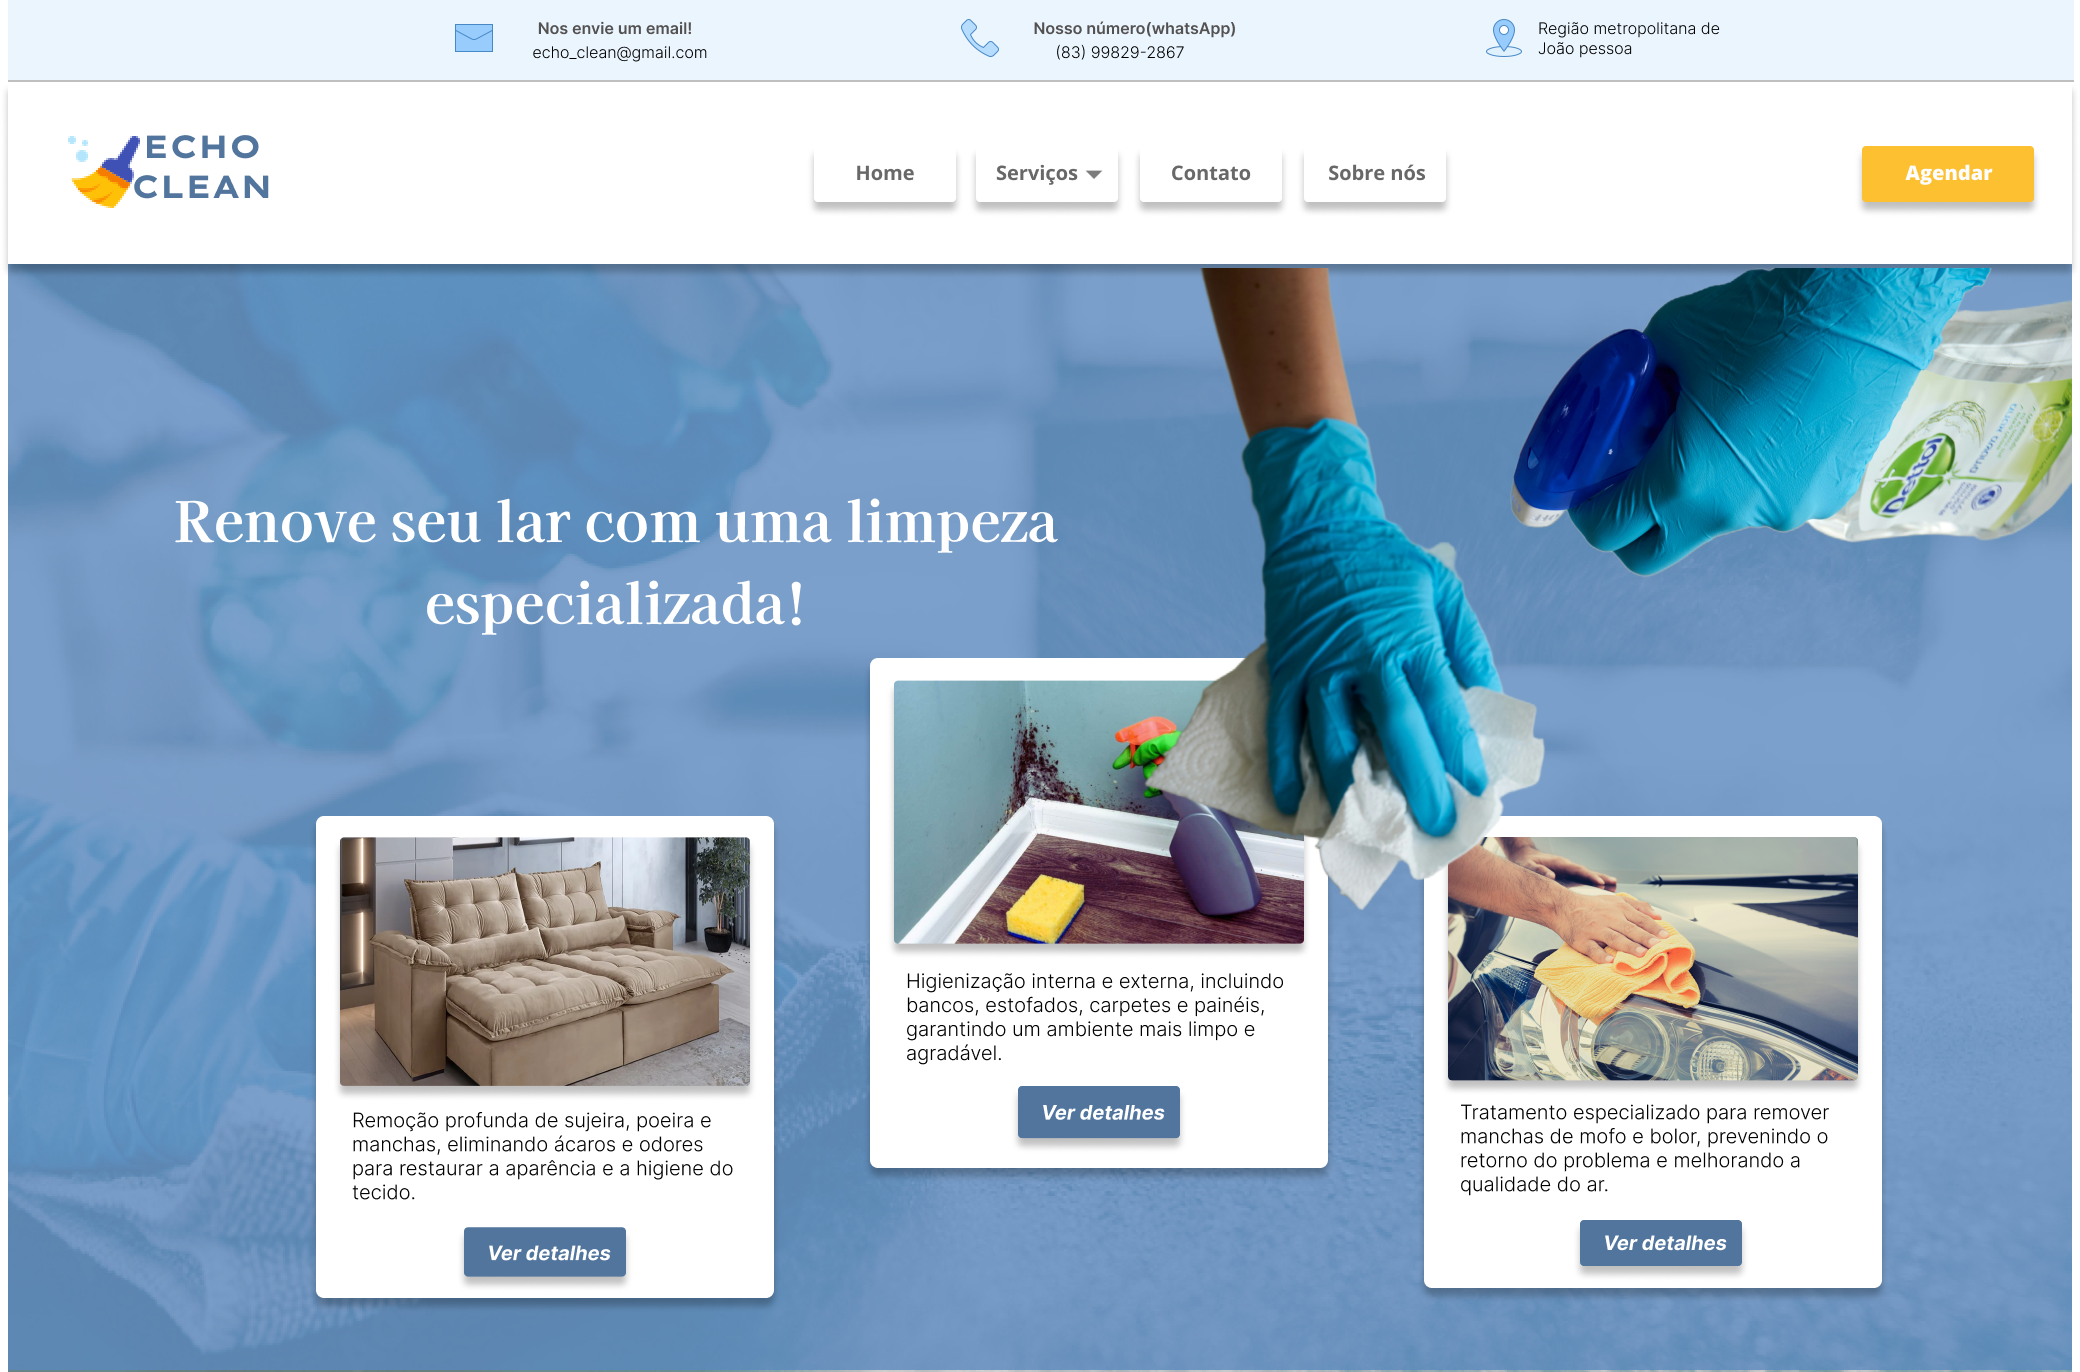 Nos envie um email!
echo_clean@gmail.com
Nosso número(whatsApp)
(83) 99829-2867
Região metropolitana de
João pessoa
ECHO
CLEAN
Home
Serviços
Contato
Sobre nós
Agendar
Dettol
Renove seu lar com uma limpeza
especializada!
Higienização interna e externa, incluindo
bancos, estofados, carpetes e painéis,
garantindo um ambiente mais limpo e
agradável.
Ver detalhes
Remoção profunda de sujeira, poeira e
manchas, eliminando ácaros e odores
para restaurar a aparência e a higiene do
tecido.
Ver detalhes
Tratamento especializado para remover
manchas de mofo e bolor, prevenindo o
retorno do problema e melhorando a
qualidade do ar.
Ver detalhes